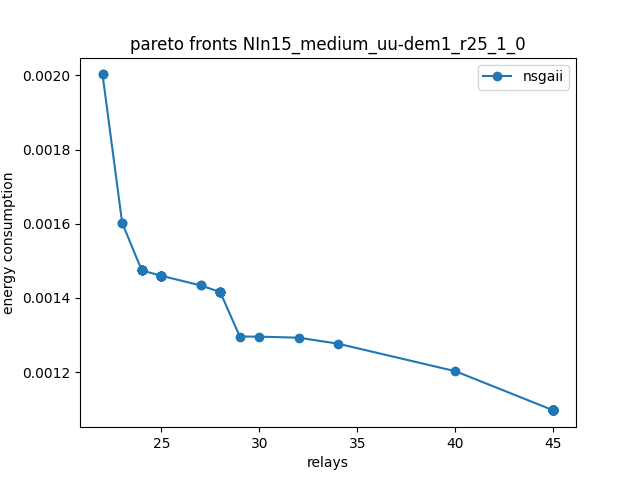 pareto fronts NIn15_medium_uu-dem1_r25_1_0
nsgaii
energy consumption
0.0020
0.0018
0.0016
0.0014
0.0012
25 30 35 40 45
relays